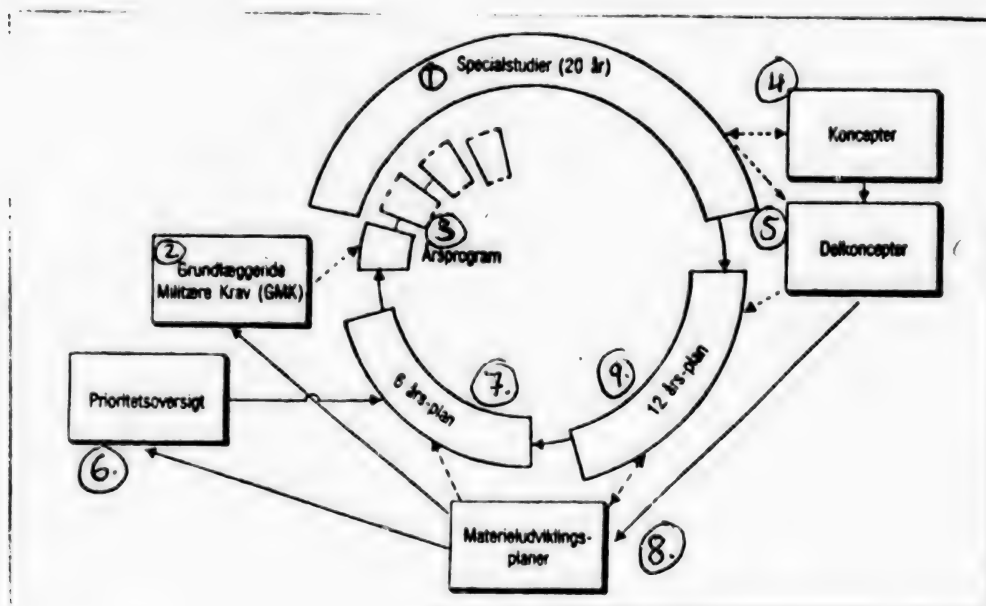 1 Specialstudier (20 år)
4
Koncepter
5
Delkoncepter
3
Årsprogram
2
Grundlæggende
Militære Krav (GMK)
6 års-plan
7.
9.
12 års-plan
Prioritetsoversigt
6.
Materieludviklings-
planer
8.